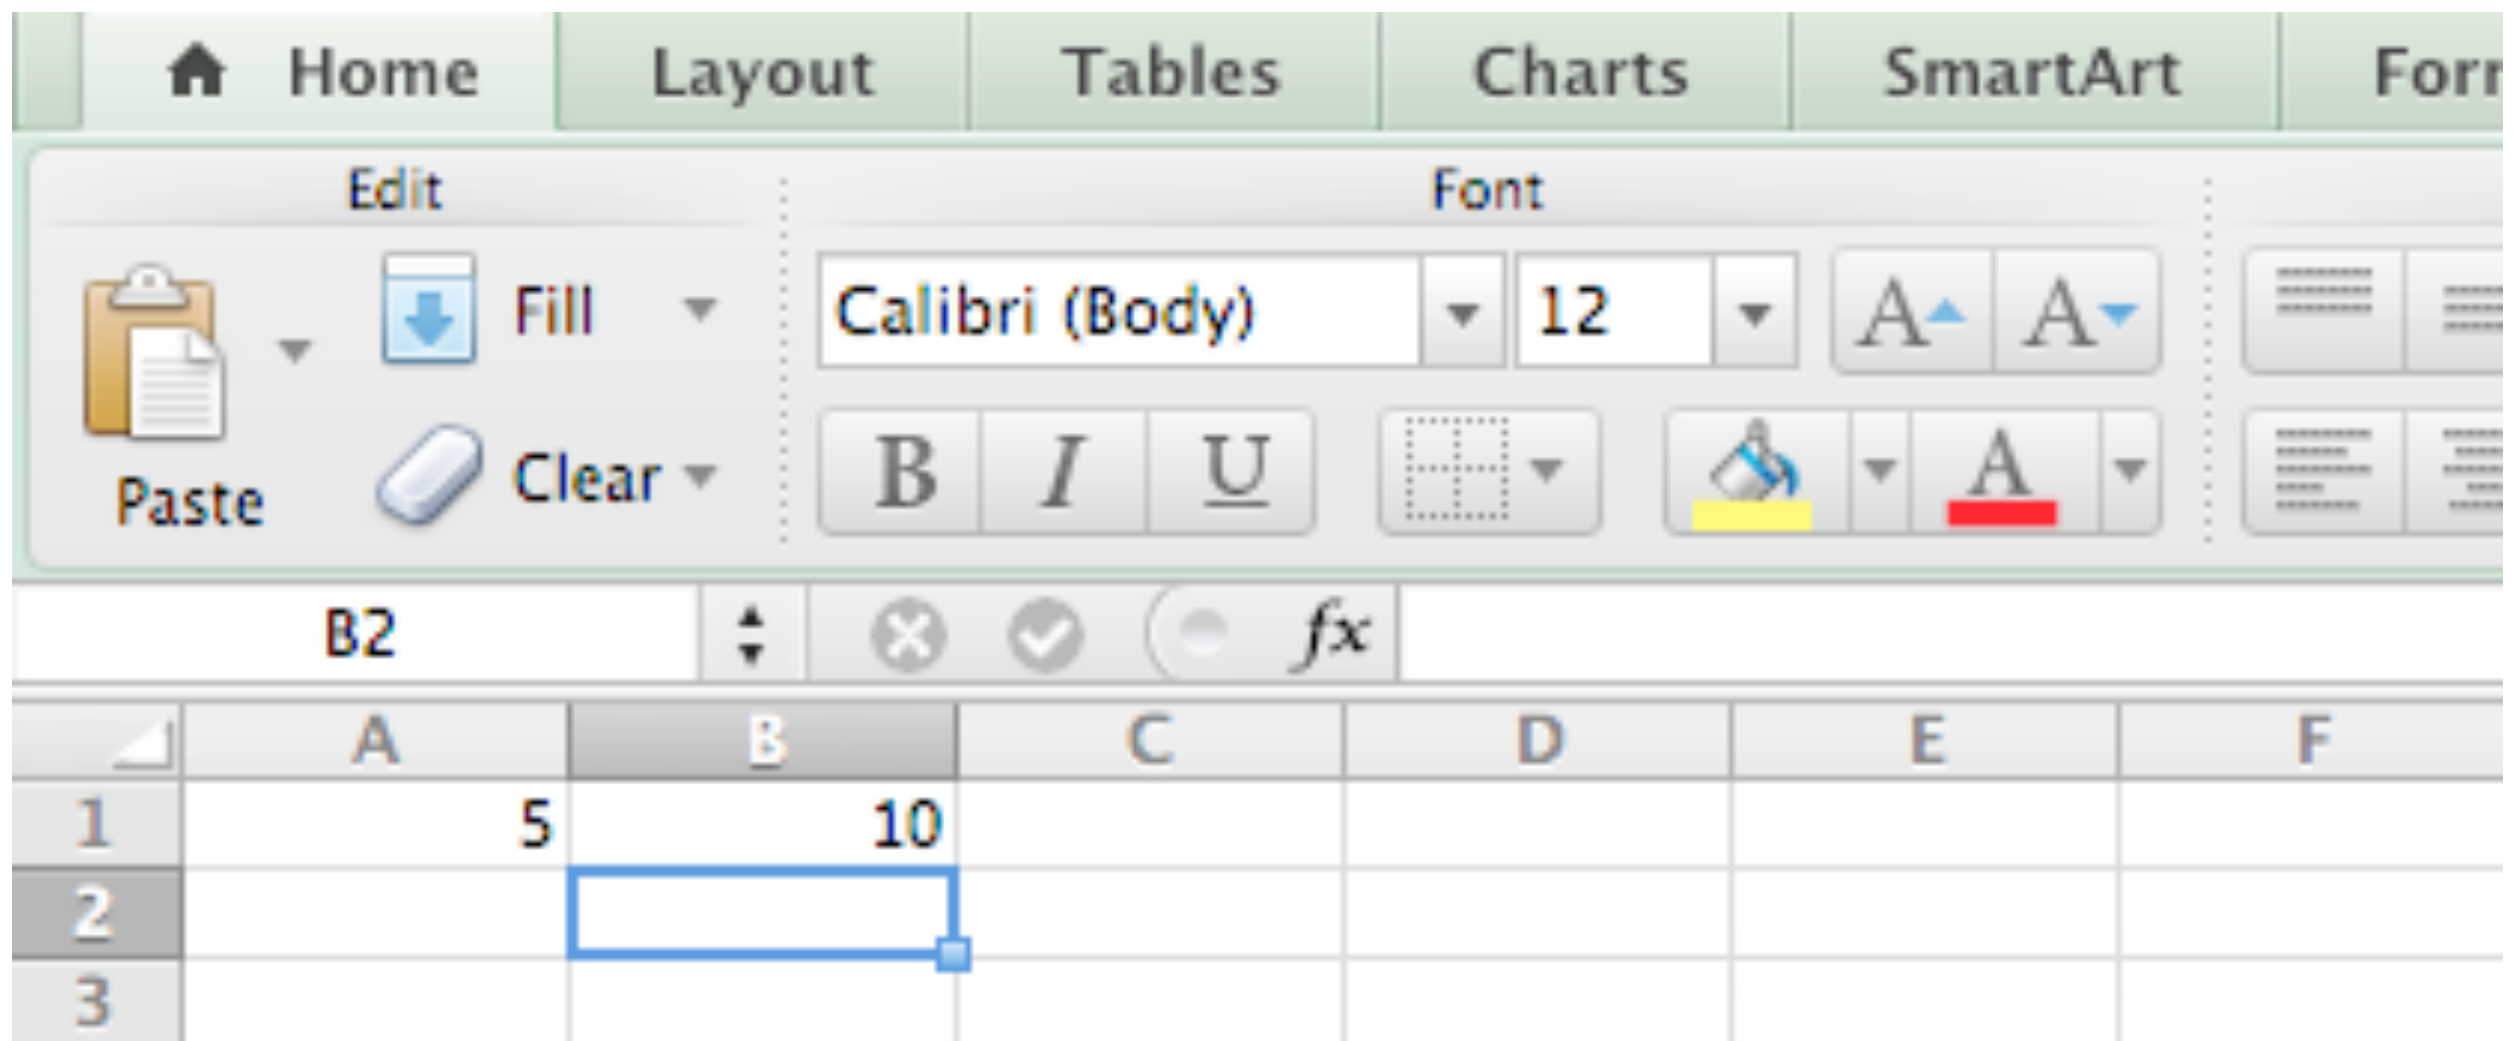 Home Layout Tables Charts SmartArt
Edit Font
Fill Calibri (Body) 12 A A
Paste Clear B I U A
B2 fx
A B C D E F
1 5 10
2
3